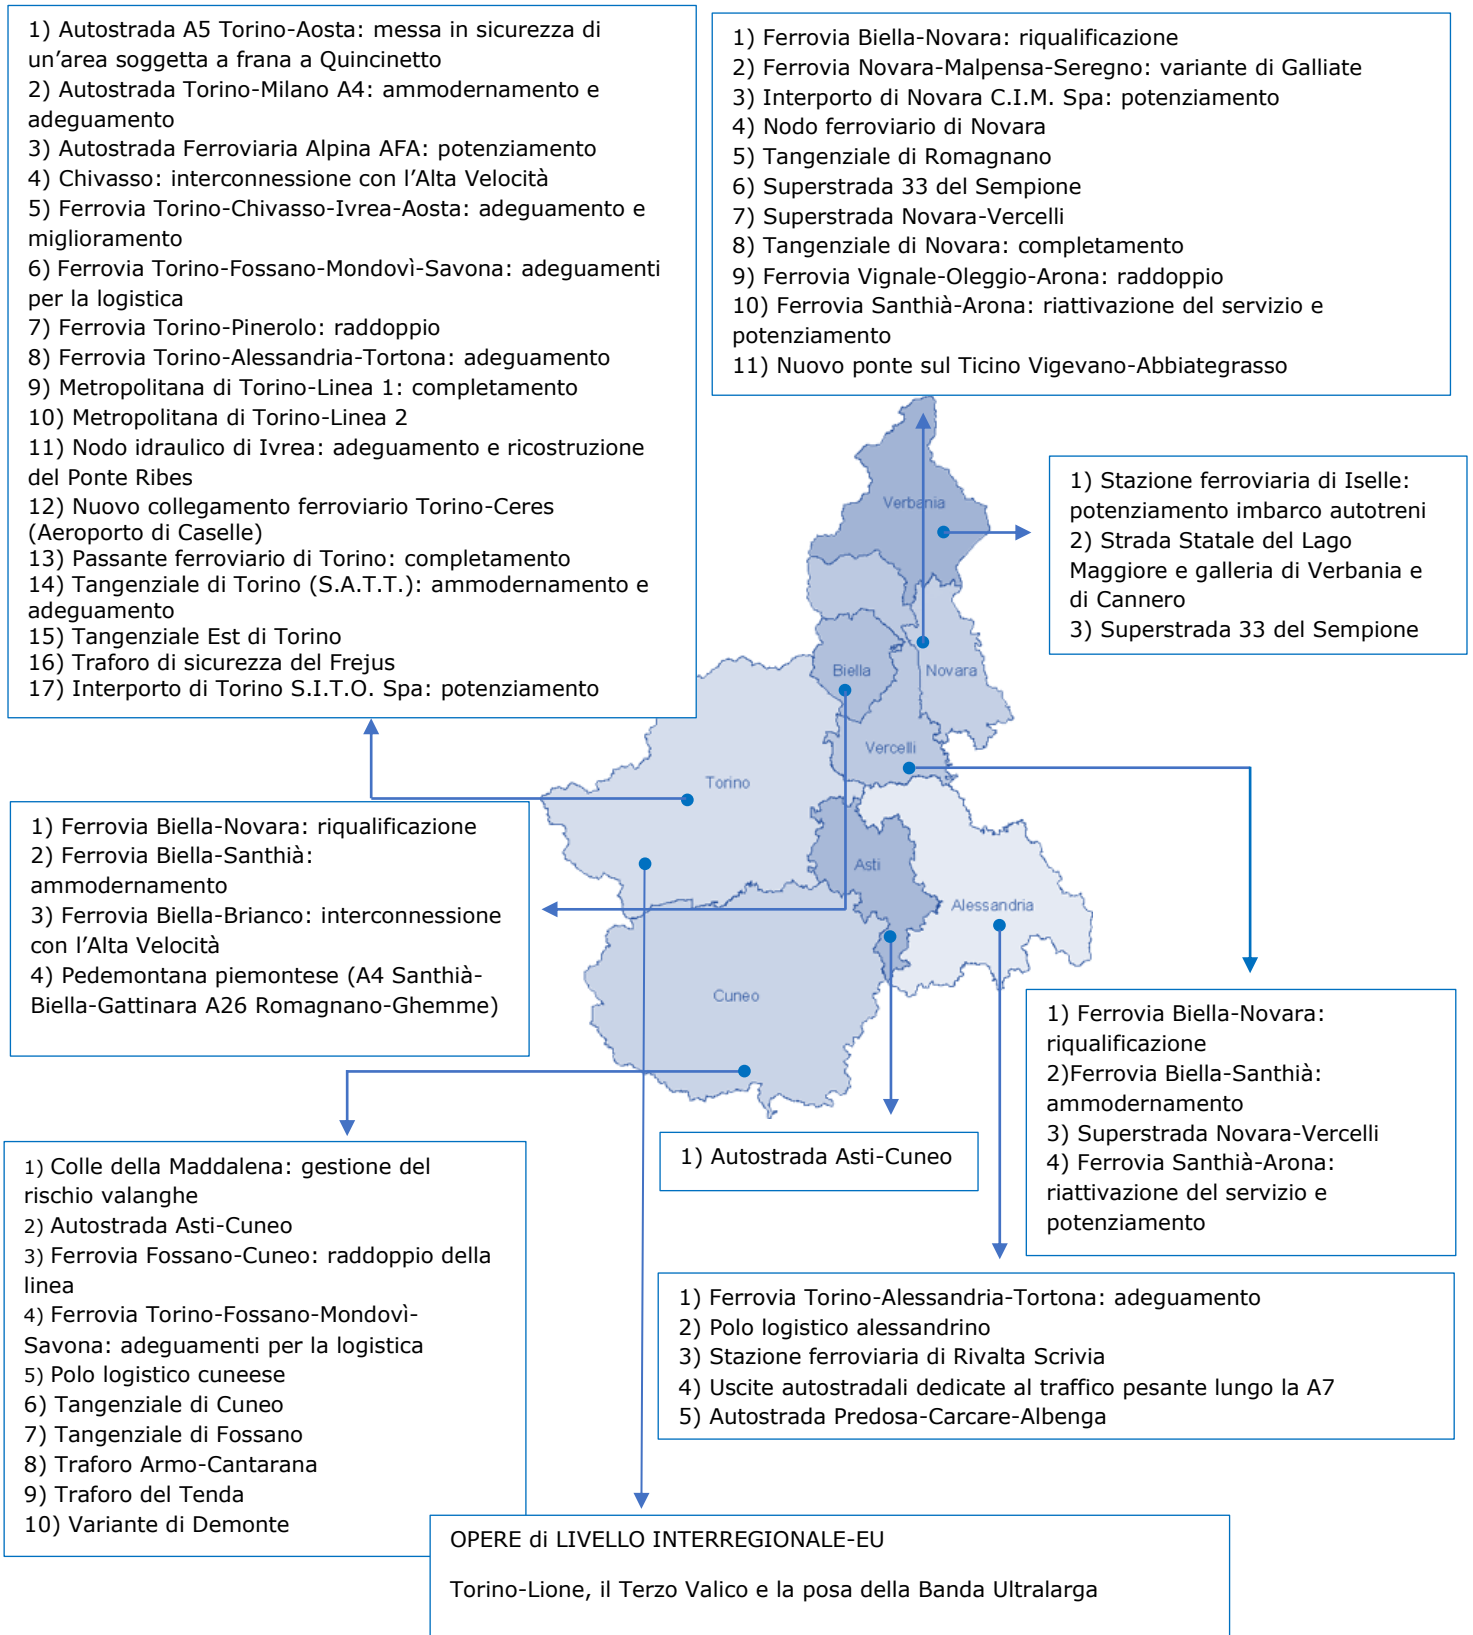 1) Autostrada A5 Torino-Aosta: messa in sicurezza di
un’area soggetta a frana a Quincinetto
2) Autostrada Torino-Milano A4: ammodernamento e
adeguamento
3) Autostrada Ferroviaria Alpina AFA: potenziamento
4) Chivasso: interconnessione con l’Alta Velocità
5) Ferrovia Torino-Chivasso-Ivrea-Aosta: adeguamento e
miglioramento
6) Ferrovia Torino-Fossano-Mondovì-Savona: adeguamenti
per la logistica
7) Ferrovia Torino-Pinerolo: raddoppio
8) Ferrovia Torino-Alessandria-Tortona: adeguamento
9) Metropolitana di Torino-Linea 1: completamento
10) Metropolitana di Torino-Linea 2
11) Nodo idraulico di Ivrea: adeguamento e ricostruzione
del Ponte Ribes
12) Nuovo collegamento ferroviario Torino-Ceres
(Aeroporto di Caselle)
13) Passante ferroviario di Torino: completamento
14) Tangenziale di Torino (S.A.T.T.): ammodernamento e
adeguamento
15) Tangenziale Est di Torino
16) Traforo di sicurezza del Frejus
17) Interporto di Torino S.I.T.O. Spa: potenziamento
1) Ferrovia Biella-Novara: riqualificazione
2) Ferrovia Novara-Malpensa-Seregno: variante di Galliate
3) Interporto di Novara C.I.M. Spa: potenziamento
4) Nodo ferroviario di Novara
5) Tangenziale di Romagnano
6) Superstrada 33 del Sempione
7) Superstrada Novara-Vercelli
8) Tangenziale di Novara: completamento
9) Ferrovia Vignale-Oleggio-Arona: raddoppio
10) Ferrovia Santhià-Arona: riattivazione del servizio e
potenziamento
11) Nuovo ponte sul Ticino Vigevano-Abbiategrasso
1) Stazione ferroviaria di Iselle:
potenziamento imbarco autotreni
2) Strada Statale del Lago
Maggiore e galleria di Verbania e
di Cannero
3) Superstrada 33 del Sempione
Verbania
Biella
Novara
Vercelli
Torino
Asti
Alessandria
Cuneo
1) Ferrovia Biella-Novara: riqualificazione
2) Ferrovia Biella-Santhià:
ammodernamento
3) Ferrovia Biella-Brianco: interconnessione
con l’Alta Velocità
4) Pedemontana piemontese (A4 Santhià-
Biella-Gattinara A26 Romagnano-Ghemme)
1) Ferrovia Biella-Novara:
riqualificazione
2)Ferrovia Biella-Santhià:
ammodernamento
3) Superstrada Novara-Vercelli
4) Ferrovia Santhià-Arona:
riattivazione del servizio e
potenziamento
1) Autostrada Asti-Cuneo
1) Colle della Maddalena: gestione del
rischio valanghe
2) Autostrada Asti-Cuneo
3) Ferrovia Fossano-Cuneo: raddoppio della
linea
4) Ferrovia Torino-Fossano-Mondovì-
Savona: adeguamenti per la logistica
5) Polo logistico cuneese
6) Tangenziale di Cuneo
7) Tangenziale di Fossano
8) Traforo Armo-Cantarana
9) Traforo del Tenda
10) Variante di Demonte
1) Ferrovia Torino-Alessandria-Tortona: adeguamento
2) Polo logistico alessandrino
3) Stazione ferroviaria di Rivalta Scrivia
4) Uscite autostradali dedicate al traffico pesante lungo la A7
5) Autostrada Predosa-Carcare-Albenga
OPERE di LIVELLO INTERREGIONALE-EU
Torino-Lione, il Terzo Valico e la posa della Banda Ultralarga